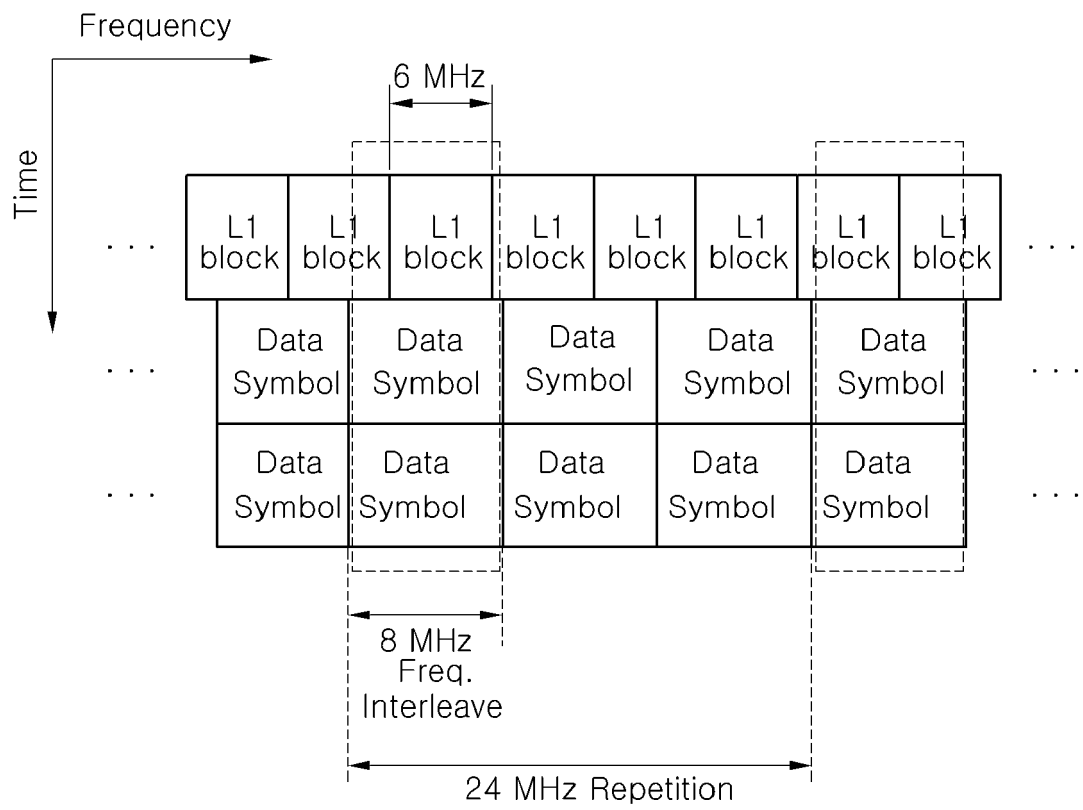 Frequency
6 MHz
Time
L1 L1 L1 L1 L1 L1 L1 L1
. . . block block block block block block block block . . .
Data Data Data Data Data
. . . Symbol Symbol Symbol Symbol Symbol . . .
Data Data Data Data Data
. . . Symbol Symbol Symbol Symbol Symbol . . .
8 MHz
Freq.
Interleave
24 MHz Repetition